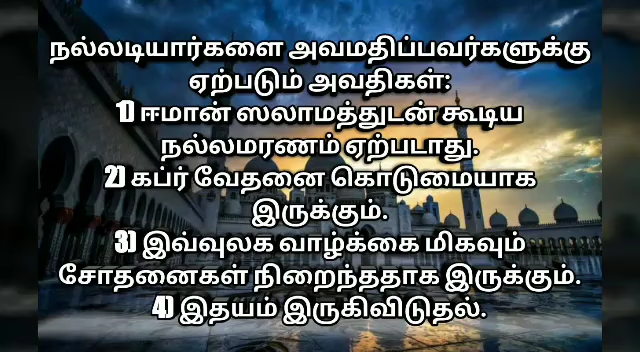 நல்லடியார்களை அவமதிப்பவர்களுக்கு
ஏற்படும் அவதிகள்:
1) ஈமான் ஸலாமத்துடன் கூடிய
நல்லமரணம் ஏற்படாது.
2) கப்ர் வேதனை கொடுமையாக
இருக்கும்.
3) இவ்வுலக வாழ்க்கை மிகவும்
சோதனைகள் நிறைந்ததாக இருக்கும்.
4) இதயம் இருகிவிடுதல்.